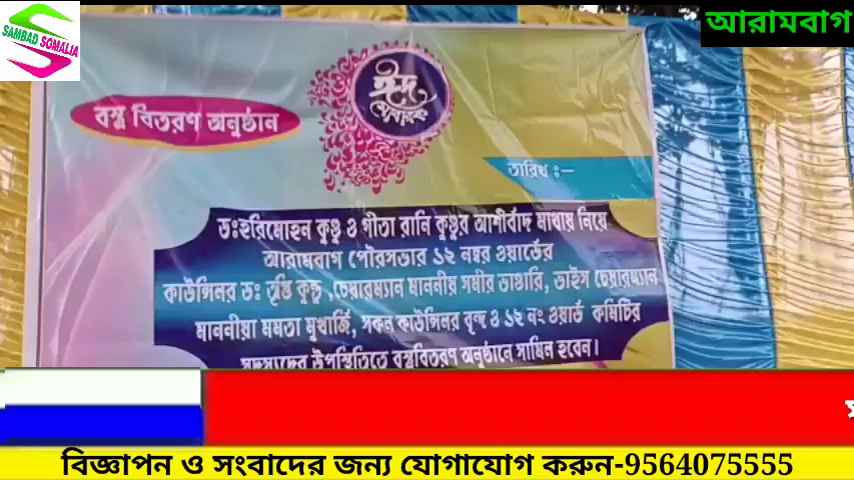 SAMBAD SOMALIA
আরামবাগ
ঈদ মোবারক
বস্ত্র বিতরণ অনুষ্ঠান
তারিখ :—
ডঃহরিমোহন কুণ্ডু ও গীতা রানি কুণ্ডুর আশীর্বাদ মাথায় নিয়ে
আরামবাগ পৌরসভার ১২ নম্বর ওয়ার্ডের
কাউন্সিলর ডঃ তৃপ্তি কুণ্ডু ,চেয়ারম্যান মাননীয় সমীর ভাণ্ডারি, ভাইস চেয়ারম্যান
মাননীয়া মমতা মুখার্জি, সকল কাউন্সিলর বৃন্দ ও ১২ নং ওয়ার্ড কমিটির
সদস্যদের উপস্থিতিতে বস্ত্রবিতরণ অনুষ্ঠানে সামিল হবেন।
বিজ্ঞাপন ও সংবাদের জন্য যোগাযোগ করুন-9564075555